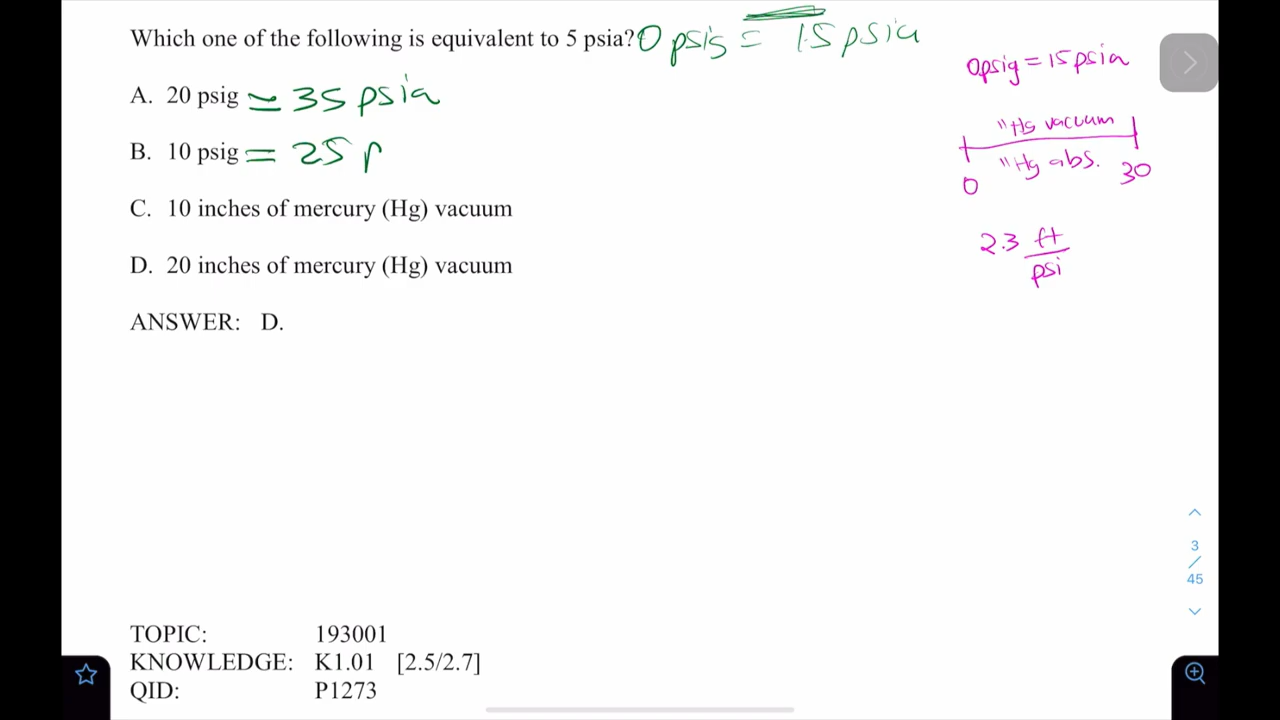 Which one of the following is equivalent to 5 psia? 0 psig = 15 psia
A. 20 psig = 35 psia
B. 10 psig = 25 p
C. 10 inches of mercury (Hg) vacuum
D. 20 inches of mercury (Hg) vacuum
ANSWER: D.
0psig = 15 psia
"Hg vacuum
"Hg abs.
0 30
2.3 ft
psi
3
/
45
TOPIC: 193001
KNOWLEDGE: K1.01 [2.5/2.7]
QID: P1273